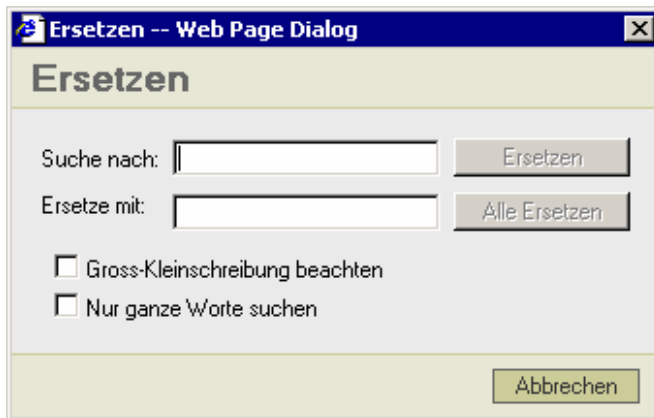 Ersetzen -- Web Page Dialog
Ersetzen
Suche nach: Ersetzen
Ersetze mit: Alle Ersetzen
Gross-Kleinschreibung beachten
Nur ganze Worte suchen
Abbrechen